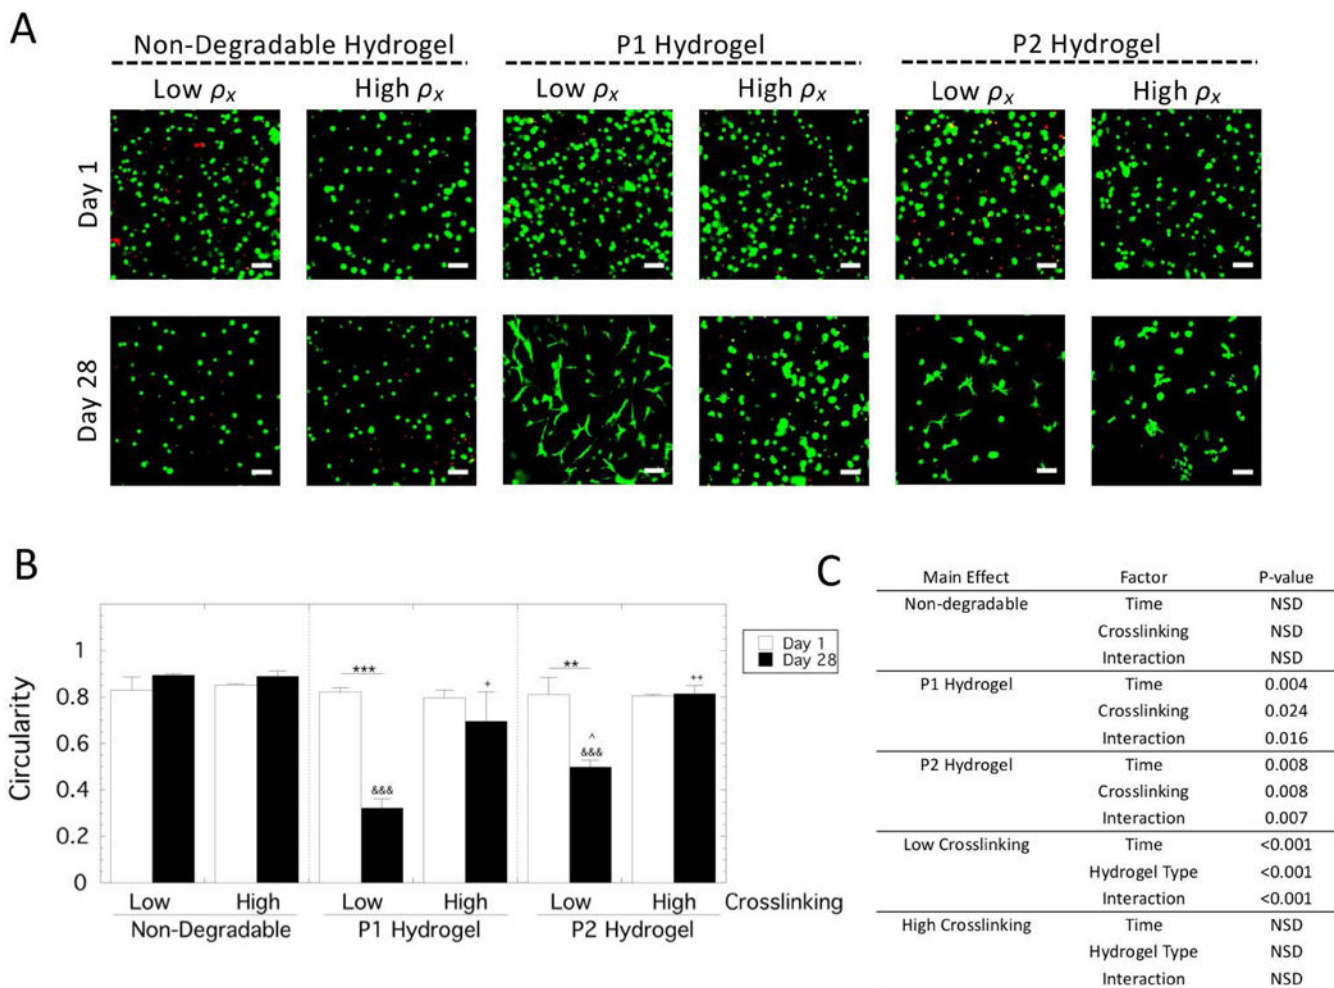 A
Non-Degradable Hydrogel P1 Hydrogel P2 Hydrogel
Low ρx High ρx Low ρx High ρx Low ρx High ρx
Day 1
Day 28
B
Circularity
1
0.8
0.6
0.4
0.2
0
***
&&&
+
**
^
&&&
++
Day 1
Day 28
Low High Low High Low High Crosslinking
Non-Degradable P1 Hydrogel P2 Hydrogel
C
Main Effect Factor P-value
Non-degradable Time NSD
Crosslinking NSD
Interaction NSD
P1 Hydrogel Time 0.004
Crosslinking 0.024
Interaction 0.016
P2 Hydrogel Time 0.008
Crosslinking 0.008
Interaction 0.007
Low Crosslinking Time <0.001
Hydrogel Type <0.001
Interaction <0.001
High Crosslinking Time NSD
Hydrogel Type NSD
Interaction NSD